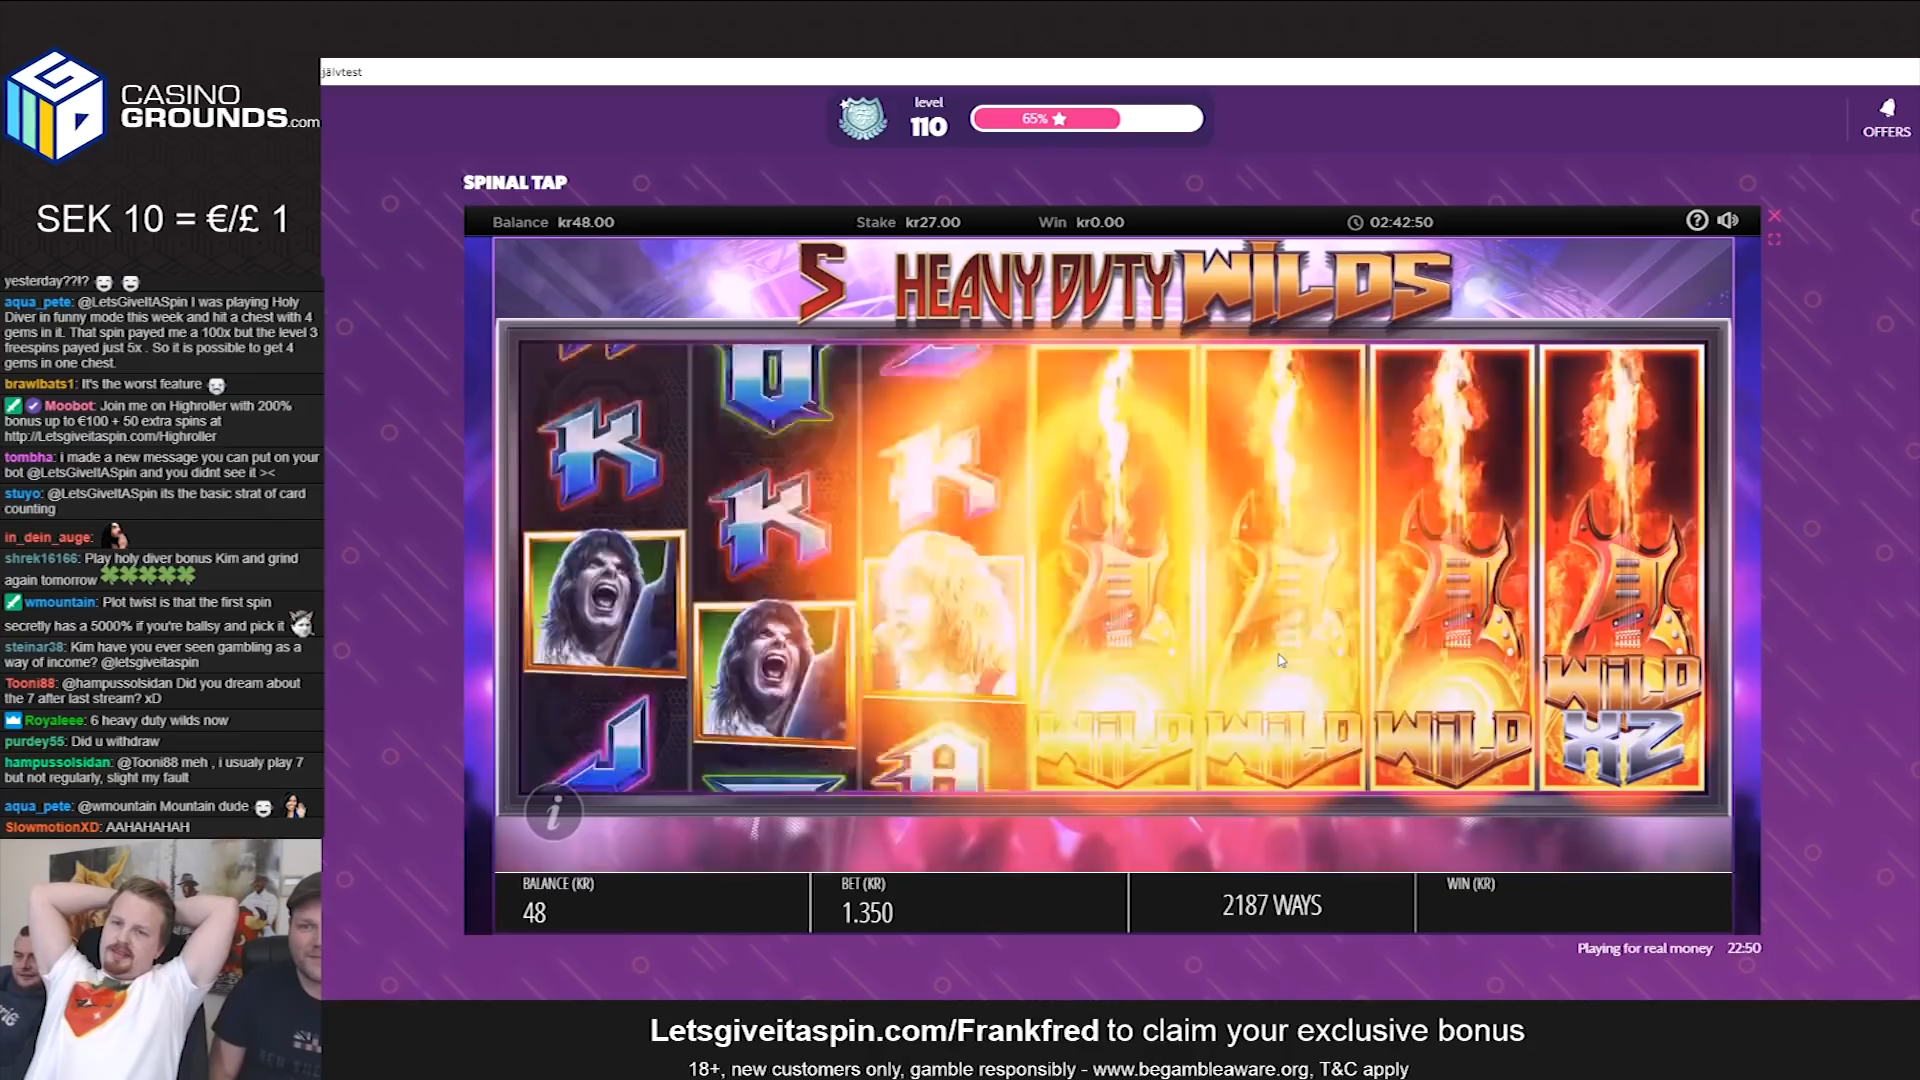 CASINO
GROUNDS.com
SEK 10 = €/£ 1
yesterday??!?
aqua_pete: @LetsGiveItASpin I was playing Holy
Diver in funny mode this week and hit a chest with 4
gems in it. That spin payed me a 100x but the level 3
freespins payed just 5x . So it is possible to get 4
gems in one chest.
brawlbats1: It's the worst feature
Moobot: Join me on Highroller with 200%
bonus up to €100 + 50 extra spins at
http://Letsgiveitaspin.com/Highroller
tombha: i made a new message you can put on your
bot @LetsGiveItASpin and you didnt see it ><
stuyo: @LetsGiveItASpin its the basic strat of card
counting
in_dein_auge:
shrek16166: Play holy diver bonus Kim and grind
again tomorrow
wmountain: Plot twist is that the first spin
secretly has a 5000% if you're ballsy and pick it
steinar38: Kim have you ever seen gambling as a
way of income? @letsgiveitaspin
Tooni88: @hampussolsidan Did you dream about
the 7 after last stream? xD
Royaleee: 6 heavy duty wilds now
purdey55: Did u withdraw
hampussolsidan: @Tooni88 meh , i usualy play 7
but not regularly, slight my fault
aqua_pete: @wmountain Mountain dude
SlowmotionXD: AAHAHAHAH
jälvtest
level
110
65%
OFFERS
SPINAL TAP
Balance kr48.00
Stake kr27.00
Win kr0.00
02:42:50
5 HEAVY DUTY WILDS
K
K
K
J
A
WILD
WILD
WILD
WILD
X2
BALANCE (KR)
48
BET (KR)
1.350
2187 WAYS
WIN (KR)
Playing for real money 22:50
Letsgiveitaspin.com/Frankfred to claim your exclusive bonus
18+, new customers only, gamble responsibly - www.begambleaware.org, T&C apply